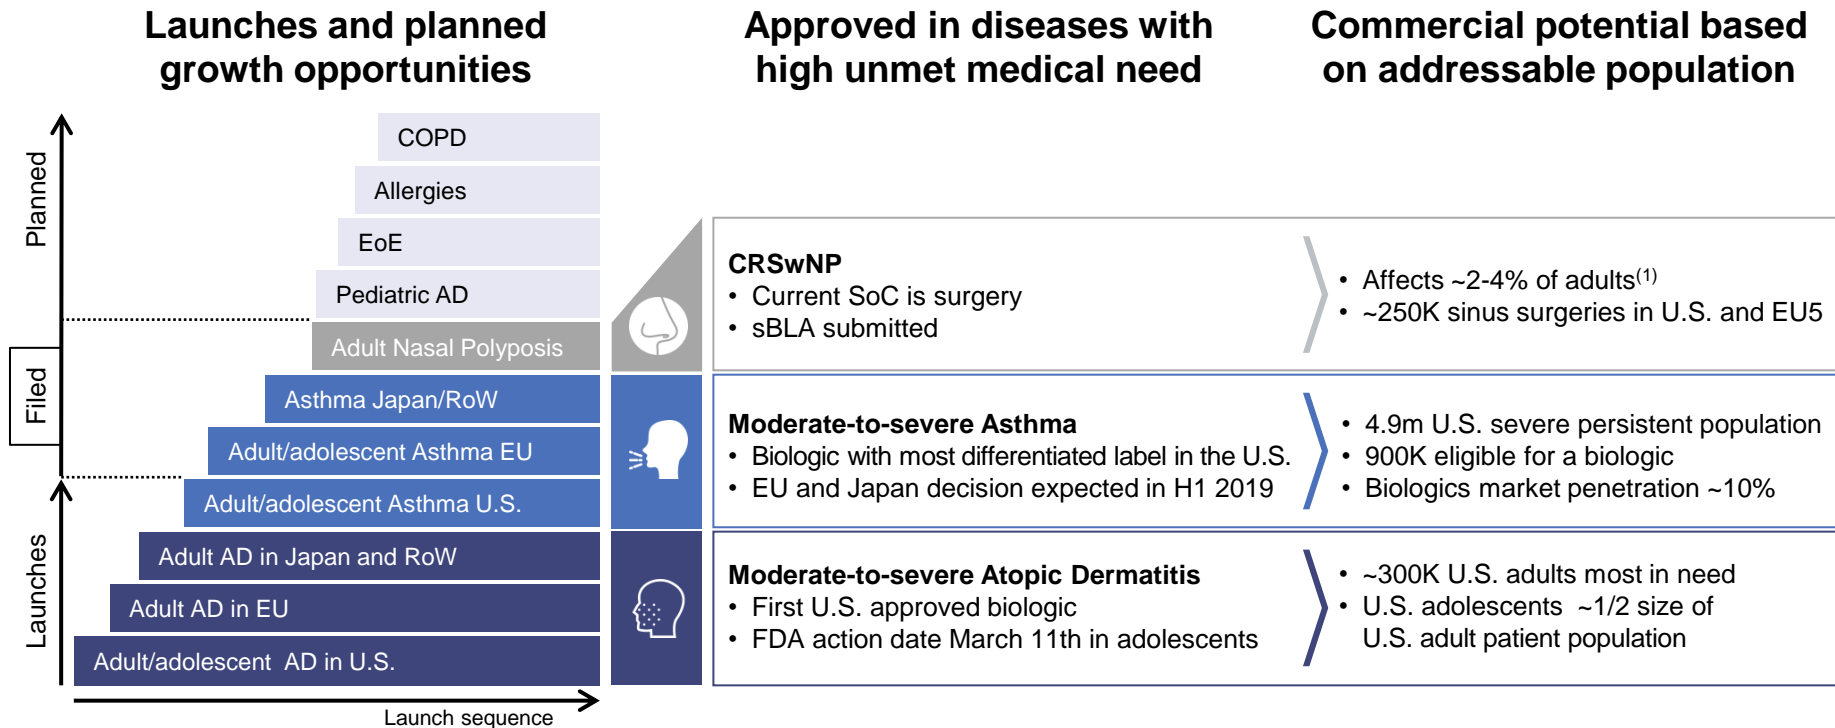 Launches and planned
growth opportunities
Approved in diseases with
high unmet medical need
Commercial potential based
on addressable population
Planned
Filed
Launches
COPD
Allergies
EoE
Pediatric AD
Adult Nasal Polyposis
Asthma Japan/RoW
Adult/adolescent Asthma EU
Adult/adolescent Asthma U.S.
Adult AD in Japan and RoW
Adult AD in EU
Adult/adolescent AD in U.S.
Launch sequence
CRSwNP
• Current SoC is surgery
• sBLA submitted
• Affects ~2-4% of adults(1)
• ~250K sinus surgeries in U.S. and EU5
Moderate-to-severe Asthma
• Biologic with most differentiated label in the U.S.
• EU and Japan decision expected in H1 2019
• 4.9m U.S. severe persistent population
• 900K eligible for a biologic
• Biologics market penetration ~10%
Moderate-to-severe Atopic Dermatitis
• First U.S. approved biologic
• FDA action date March 11th in adolescents
• ~300K U.S. adults most in need
• U.S. adolescents ~1/2 size of
U.S. adult patient population